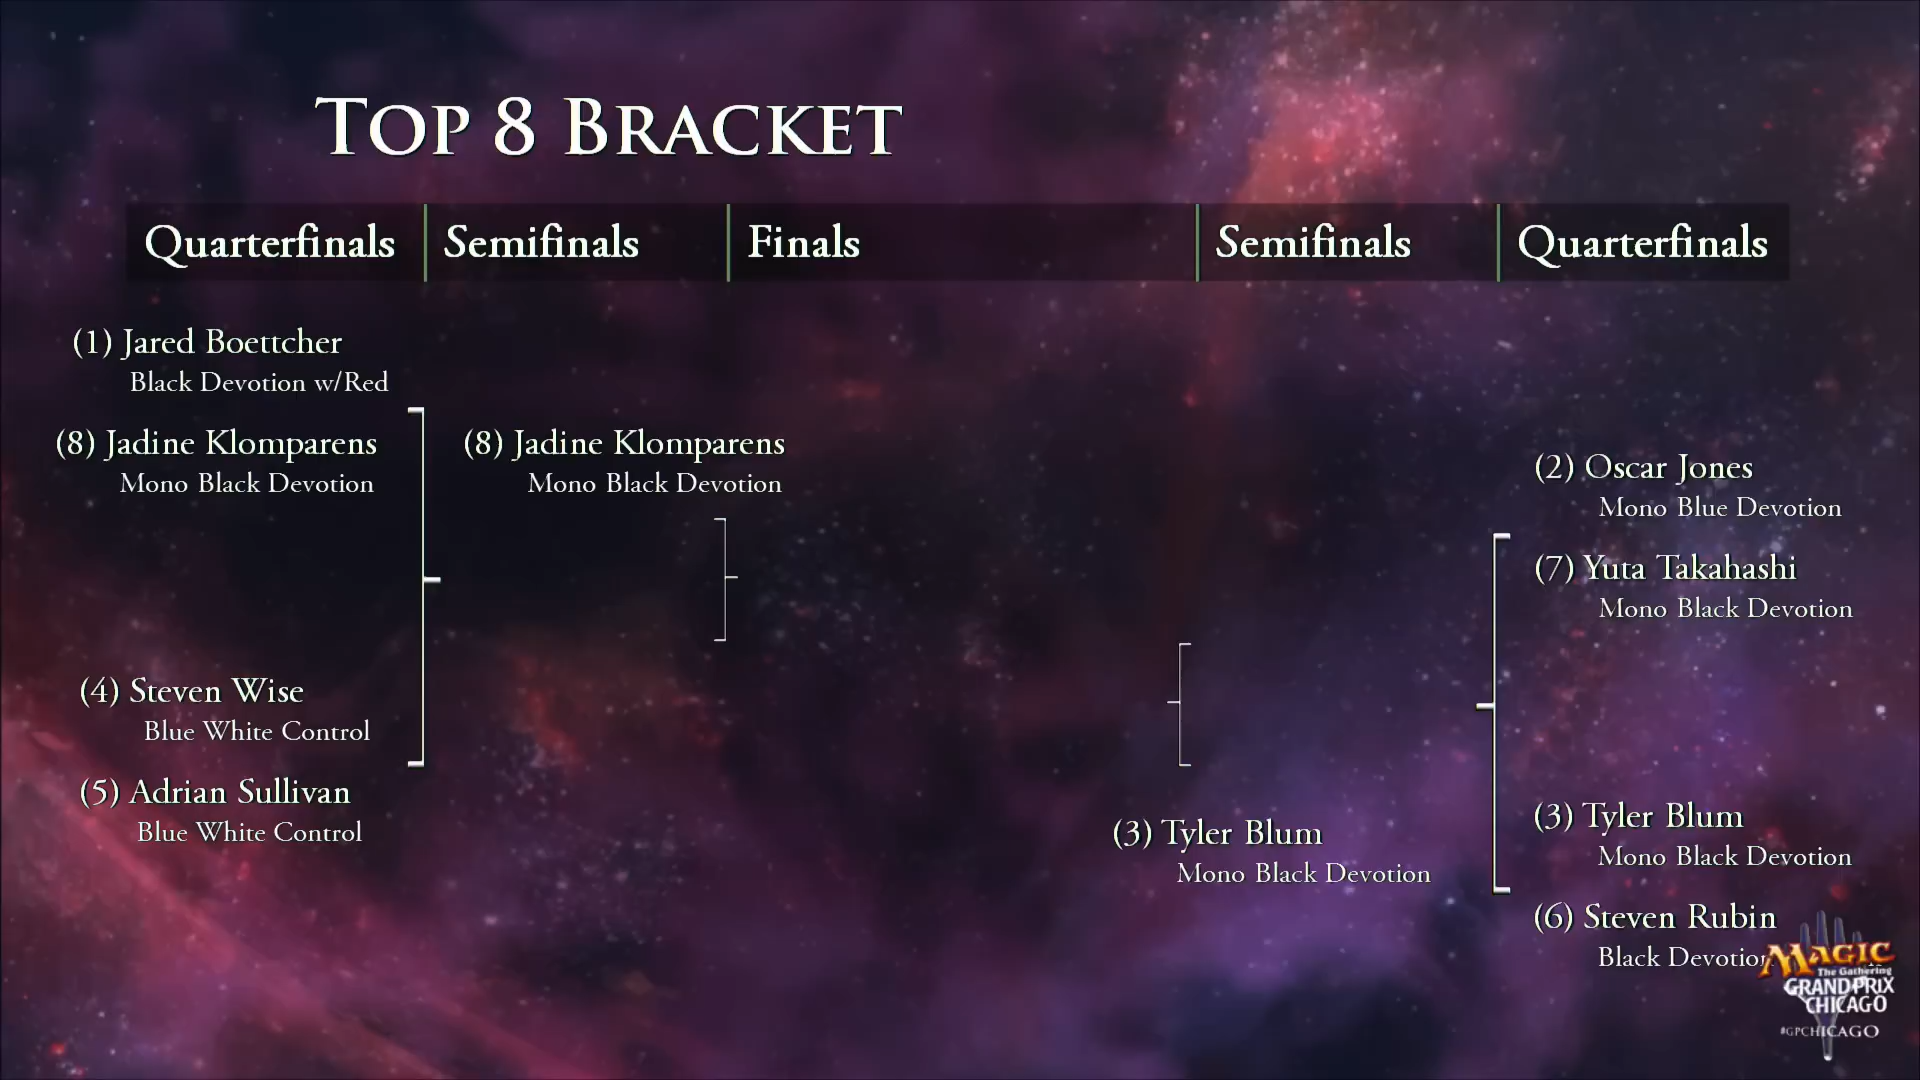 Top 8 Bracket
Quarterfinals
Semifinals
Finals
Semifinals
Quarterfinals
(1) Jared Boettcher
Black Devotion w/Red
(8) Jadine Klomparens
Mono Black Devotion
(4) Steven Wise
Blue White Control
(5) Adrian Sullivan
Blue White Control
(8) Jadine Klomparens
Mono Black Devotion
(3) Tyler Blum
Mono Black Devotion
(2) Oscar Jones
Mono Blue Devotion
(7) Yuta Takahashi
Mono Black Devotion
(3) Tyler Blum
Mono Black Devotion
(6) Steven Rubin
Black Devotion
Magic
The Gathering
GRAND PRIX
CHICAGO
#GPCHICAGO